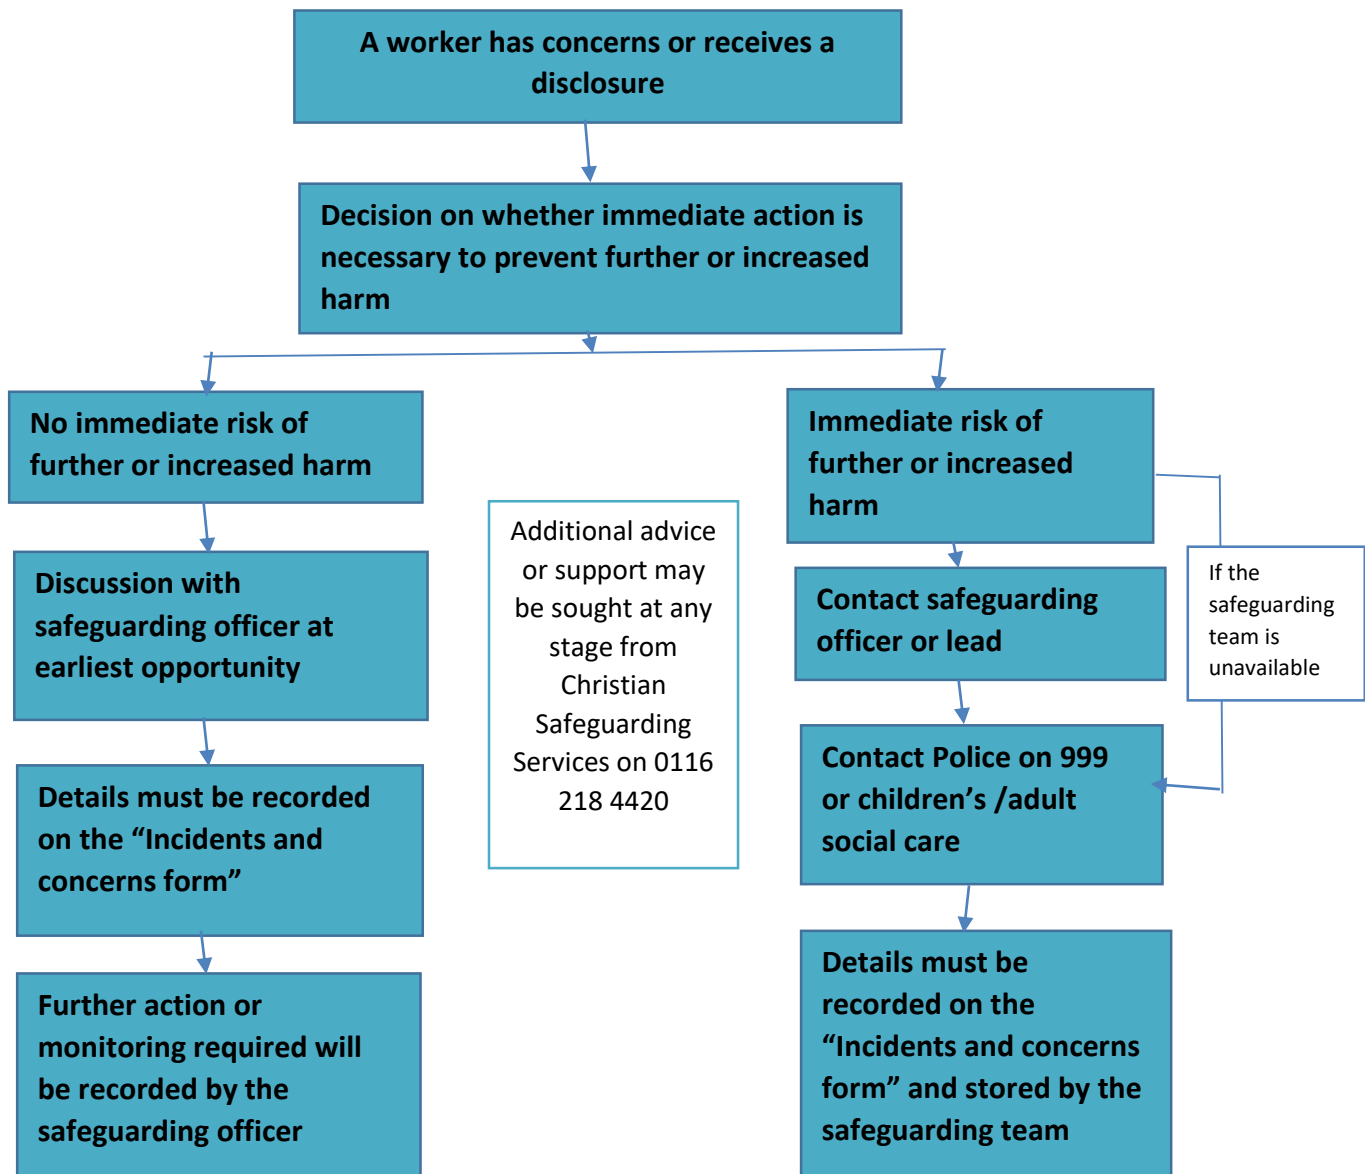 A worker has concerns or receives a
disclosure
Decision on whether immediate action is
necessary to prevent further or increased
harm
No immediate risk of
further or increased harm
Discussion with
safeguarding officer at
earliest opportunity
Details must be recorded
on the “Incidents and
concerns form”
Further action or
monitoring required will
be recorded by the
safeguarding officer
Additional advice
or support may
be sought at any
stage from
Christian
Safeguarding
Services on 0116
218 4420
Immediate risk of
further or increased
harm
Contact safeguarding
officer or lead
If the
safeguarding
team is
unavailable
Contact Police on 999
or children’s /adult
social care
Details must be
recorded on the
“Incidents and concerns
form” and stored by the
safeguarding team